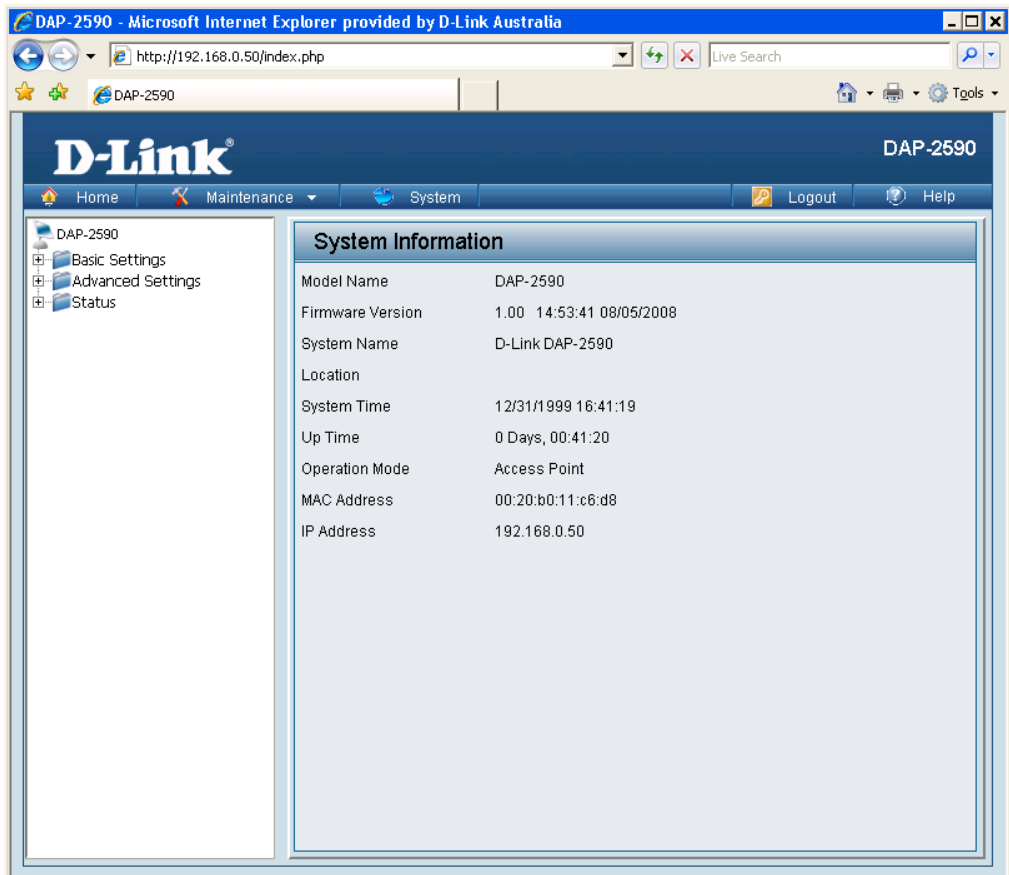 DAP-2590 - Microsoft Internet Explorer provided by D-Link Australia
http://192.168.0.50/index.php
Live Search
DAP-2590
Tools
D-Link®
DAP-2590
Home Maintenance System Logout Help
DAP-2590
Basic Settings
Advanced Settings
Status
System Information
Model Name DAP-2590
Firmware Version 1.00 14:53:41 08/05/2008
System Name D-Link DAP-2590
Location
System Time 12/31/1999 16:41:19
Up Time 0 Days, 00:41:20
Operation Mode Access Point
MAC Address 00:20:b0:11:c6:d8
IP Address 192.168.0.50